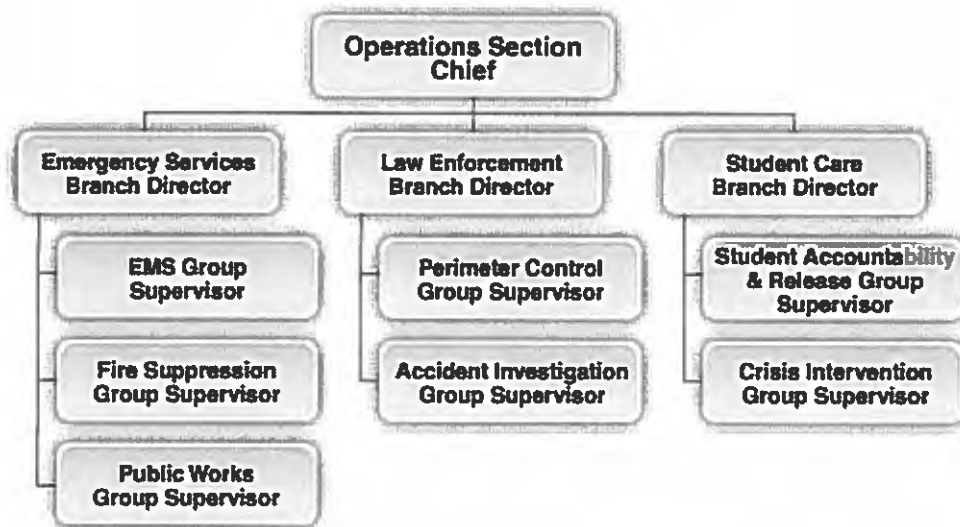 Operations Section
Chief
Emergency Services
Branch Director
Law Enforcement
Branch Director
Student Care
Branch Director
EMS Group
Supervisor
Perimeter Control
Group Supervisor
Student Accountability
& Release Group
Supervisor
Fire Suppression
Group Supervisor
Accident Investigation
Group Supervisor
Crisis Intervention
Group Supervisor
Public Works
Group Supervisor